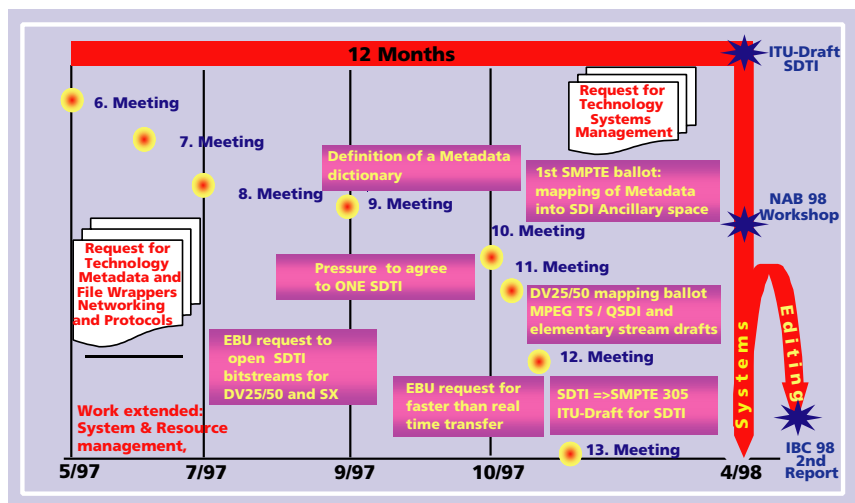 12 Months
ITU-Draft
SDTI
6. Meeting
Request for
Technology
Systems
Management
7. Meeting
Definition of a Metadata
dictionary
1st SMPTE ballot:
mapping of Metadata
into SDI Ancillary space
8. Meeting
9. Meeting
NAB 98
Workshop
10. Meeting
Request for
Technology
Metadata and
File Wrappers
Networking
and Protocols
Pressure to agree
to ONE SDTI
11. Meeting
DV25/50 mapping ballot
MPEG TS / QSDI and
elementary stream drafts
EBU request to
open SDTI
bitstreams for
DV25/50 and SX
12. Meeting
Systems
Editing
EBU request for
faster than real
time transfer
SDTI =>SMPTE 305
ITU-Draft for SDTI
Work extended:
System & Resource
management,
13. Meeting
IBC 98
2nd
Report
5/97
7/97
9/97
10/97
4/98